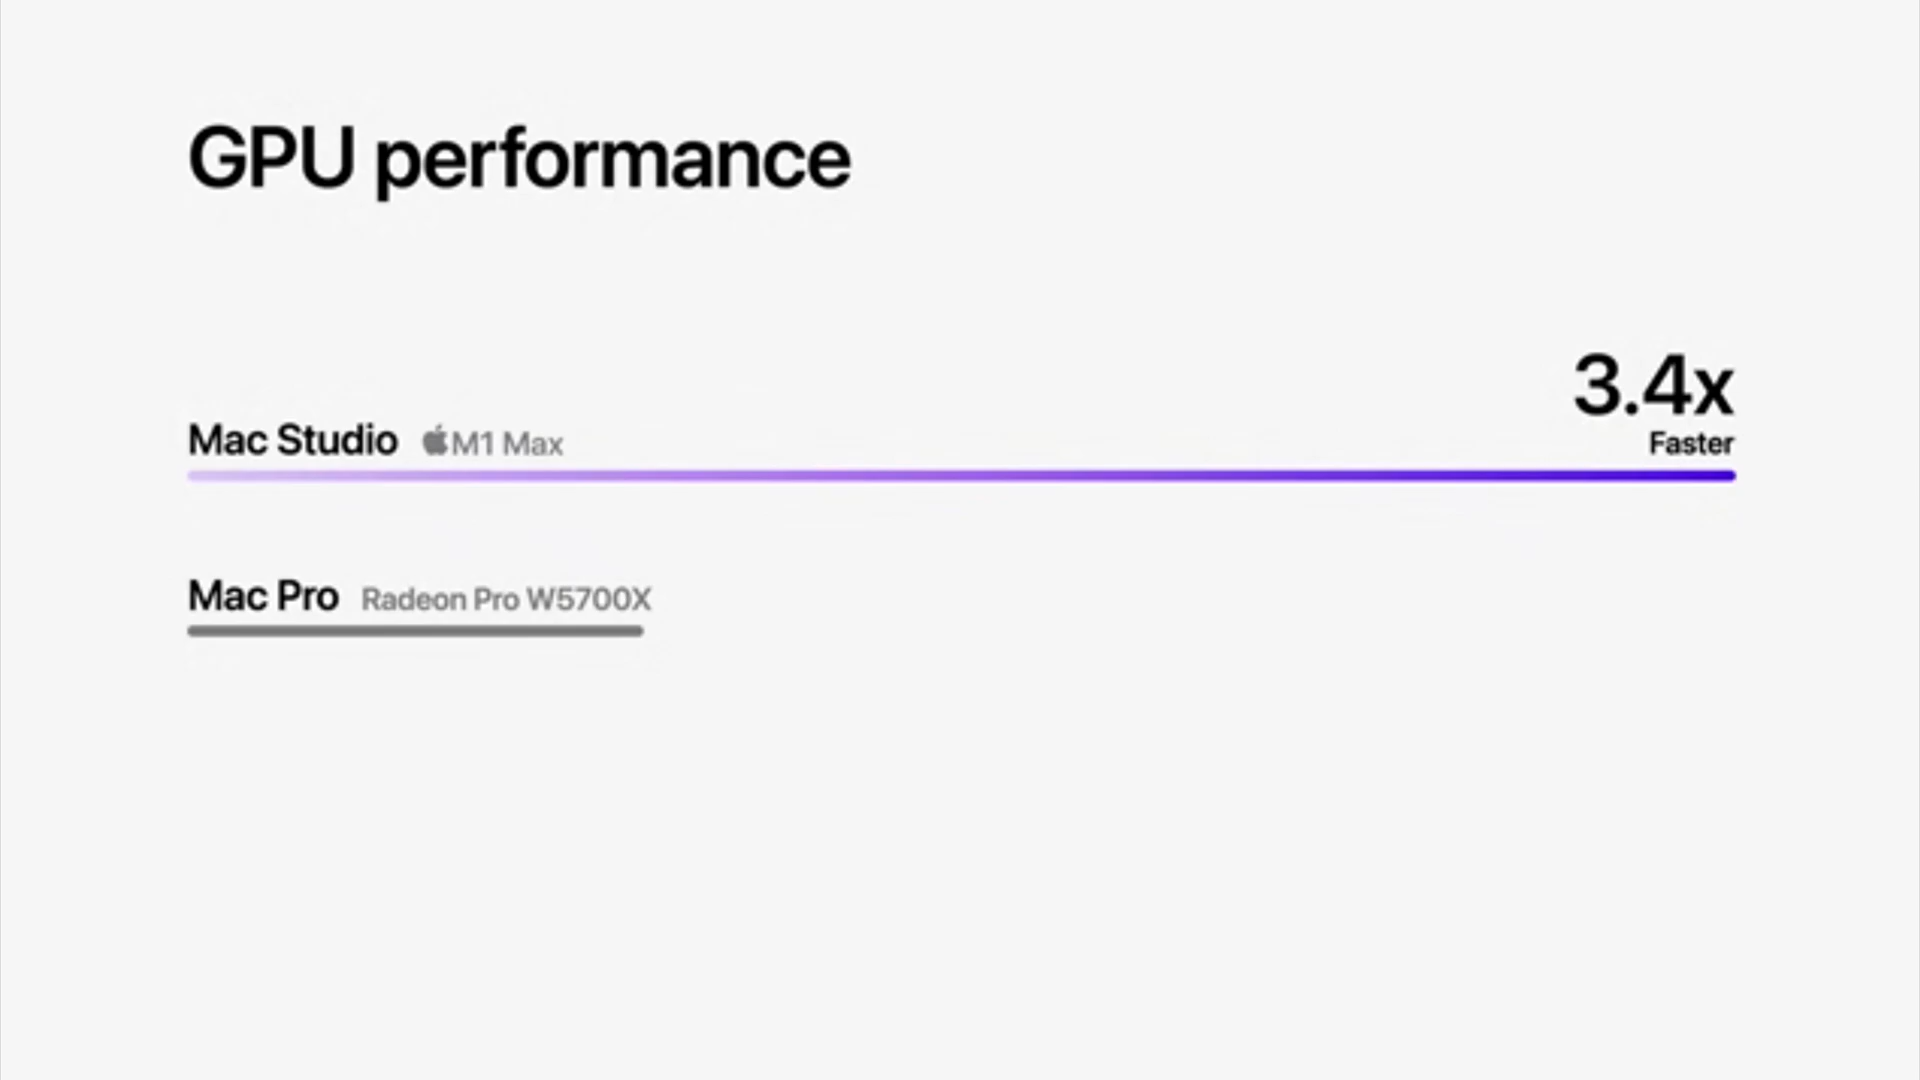 GPU performance
3.4x
Mac Studio M1 Max
Faster
Mac Pro Radeon Pro W5700X